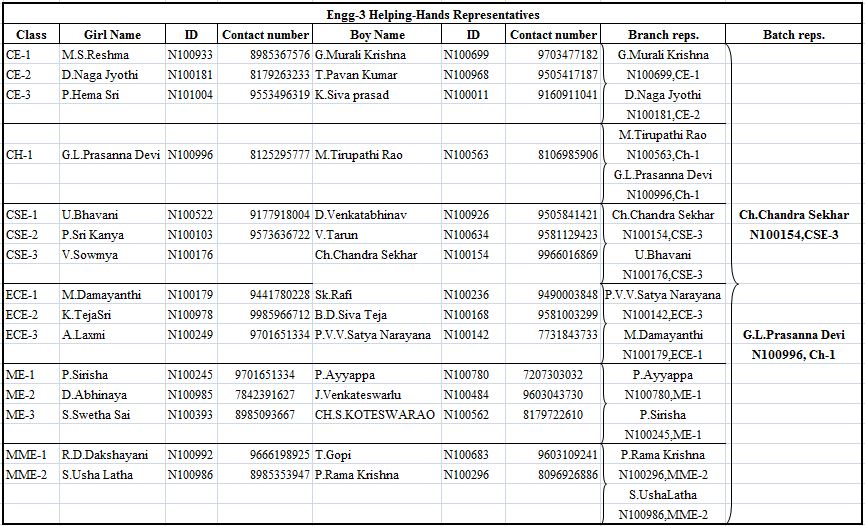 Engg-3 Helping-Hands Representatives
Class Girl Name ID Contact number Boy Name ID Contact number Branch reps. Batch reps.
CE-1 M.S.Reshma N100933 8985367576 G.Murali Krishna N100699 9703477182 G.Murali Krishna
CE-2 D.Naga Jyothi N100181 8179263233 T.Pavan Kumar N100968 9505417187 N100699,CE-1
CE-3 P.Hema Sri N101004 9553496319 K.Siva prasad N100011 9160911041 D.Naga Jyothi
N100181,CE-2
M.Tirupathi Rao
CH-1 G.L.Prasanna Devi N100996 8125295777 M.Tirupathi Rao N100563 8106985906 N100563,Ch-1
G.L.Prasanna Devi
N100996,Ch-1
CSE-1 U.Bhavani N100522 9177918004 D.Venkatabhinav N100926 9505841421 Ch.Chandra Sekhar Ch.Chandra Sekhar
CSE-2 P.Sri Kanya N100103 9573636722 V.Tarun N100634 9581129423 N100154,CSE-3 N100154,CSE-3
CSE-3 V.Sowmya N100176 Ch.Chandra Sekhar N100154 9966016869 U.Bhavani
N100176,CSE-3
ECE-1 M.Damayanthi N100179 9441780228 Sk.Rafi N100236 9490003848 P.V.V.Satya Narayana
ECE-2 K.TejaSri N100978 9985966712 B.D.Siva Teja N100168 9581003299 N100142,ECE-3
ECE-3 A.Laxmi N100249 9701651334 P.V.V.Satya Narayana N100142 7731843733 M.Damayanthi G.L.Prasanna Devi
N100179,ECE-1 N100996, Ch-1
ME-1 P.Sirisha N100245 9701651334 P.Ayyappa N100780 7207303032 P.Ayyappa
ME-2 D.Abhinaya N100985 7842391627 J.Venkateswarlu N100484 9603043730 N100780,ME-1
ME-3 S.Swetha Sai N100393 8985093667 CH.S.KOTESWARAO N100562 8179722610 P.Sirisha
N100245,ME-1
MME-1 R.D.Dakshayani N100992 9666198925 T.Gopi N100683 9603109241 P.Rama Krishna
MME-2 S.Usha Latha N100986 8985353947 P.Rama Krishna N100296 8096926886 N100296,MME-2
S.UshaLatha
N100986,MME-2